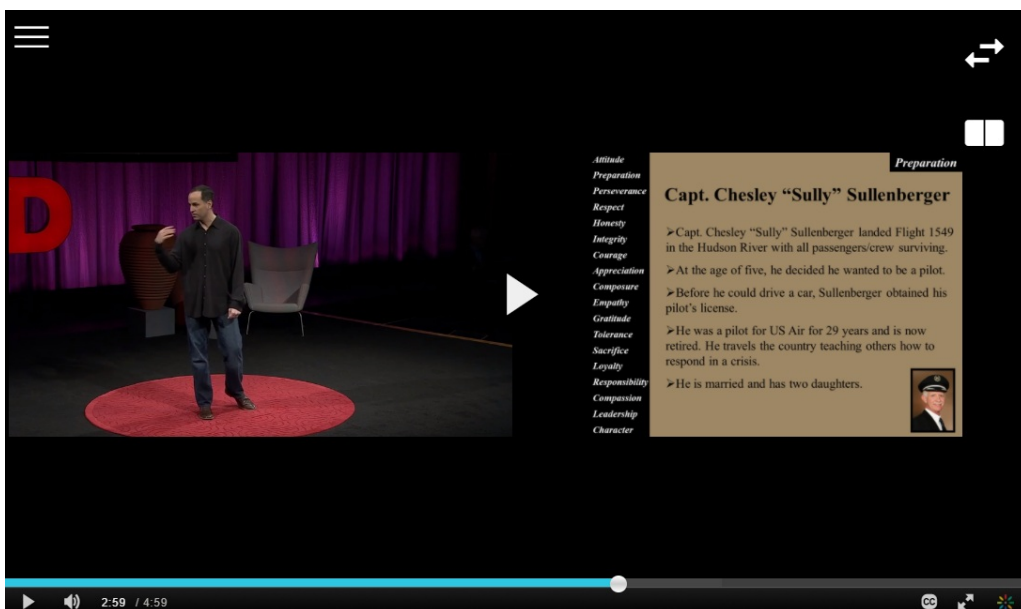 D
Attitude
Preparation
Perseverance
Respect
Honesty
Integrity
Courage
Appreciation
Composure
Empathy
Gratitude
Tolerance
Sacrifice
Loyalty
Responsibility
Compassion
Leadership
Character
Preparation
Capt. Chesley “Sully” Sullenberger
➢Capt. Chesley “Sully” Sullenberger landed Flight 1549
in the Hudson River with all passengers/crew surviving.
➢At the age of five, he decided he wanted to be a pilot.
➢Before he could drive a car, Sullenberger obtained his
pilot’s license.
➢He was a pilot for US Air for 29 years and is now
retired. He travels the country teaching others how to
respond in a crisis.
➢He is married and has two daughters.
2:59 / 4:59
CC